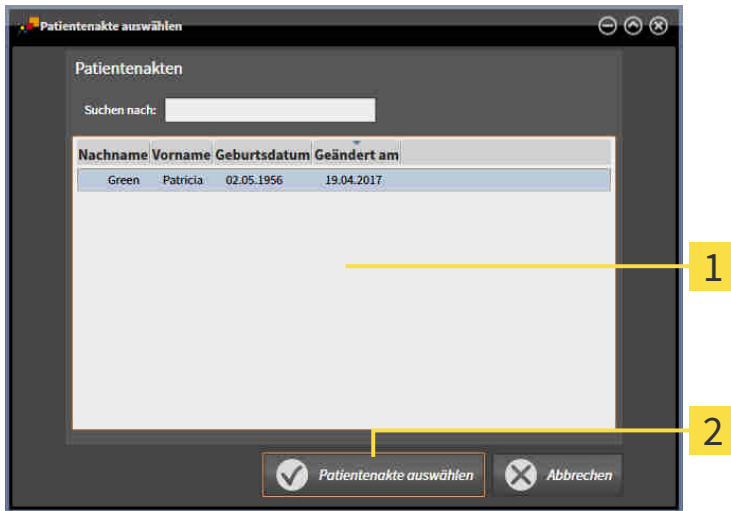 Patientenakte auswählen
Patientenakten
Suchen nach:
Nachname Vorname Geburtsdatum Geändert am
Green Patricia 02.05.1956 19.04.2017
1
2
Patientenakte auswählen Abbrechen